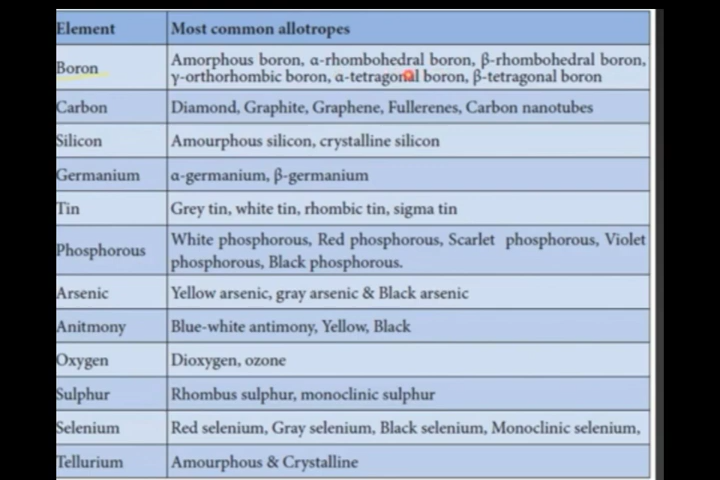 Element Most common allotropes
Boron Amorphous boron, α-rhombohedral boron, β-rhombohedral boron,
γ-orthorhombic boron, α-tetragonal boron, β-tetragonal boron
Carbon Diamond, Graphite, Graphene, Fullerenes, Carbon nanotubes
Silicon Amourphous silicon, crystalline silicon
Germanium α-germanium, β-germanium
Tin Grey tin, white tin, rhombic tin, sigma tin
Phosphorous White phosphorous, Red phosphorous, Scarlet phosphorous, Violet
phosphorous, Black phosphorous.
Arsenic Yellow arsenic, gray arsenic & Black arsenic
Anitmony Blue-white antimony, Yellow, Black
Oxygen Dioxygen, ozone
Sulphur Rhombus sulphur, monoclinic sulphur
Selenium Red selenium, Gray selenium, Black selenium, Monoclinic selenium,
Tellurium Amourphous & Crystalline